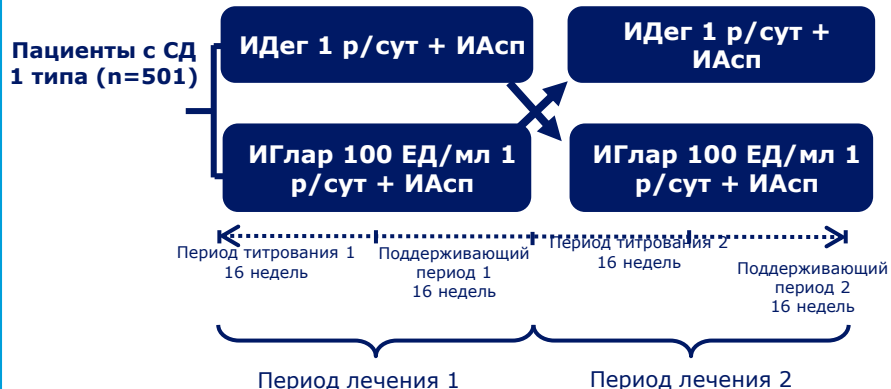 Пациенты с СД
1 типа (n=501)
ИДег 1 р/сут + ИАсп
ИДег 1 р/сут +
ИАсп
ИГлар 100 ЕД/мл 1
р/сут + ИАсп
ИГлар 100 ЕД/мл 1
р/сут + ИАсп
Период титрования 1
16 недель
Поддерживающий
период 1
16 недель
Период титрования 2
16 недель
Поддерживающий
период 2
16 недель
Период лечения 1
Период лечения 2